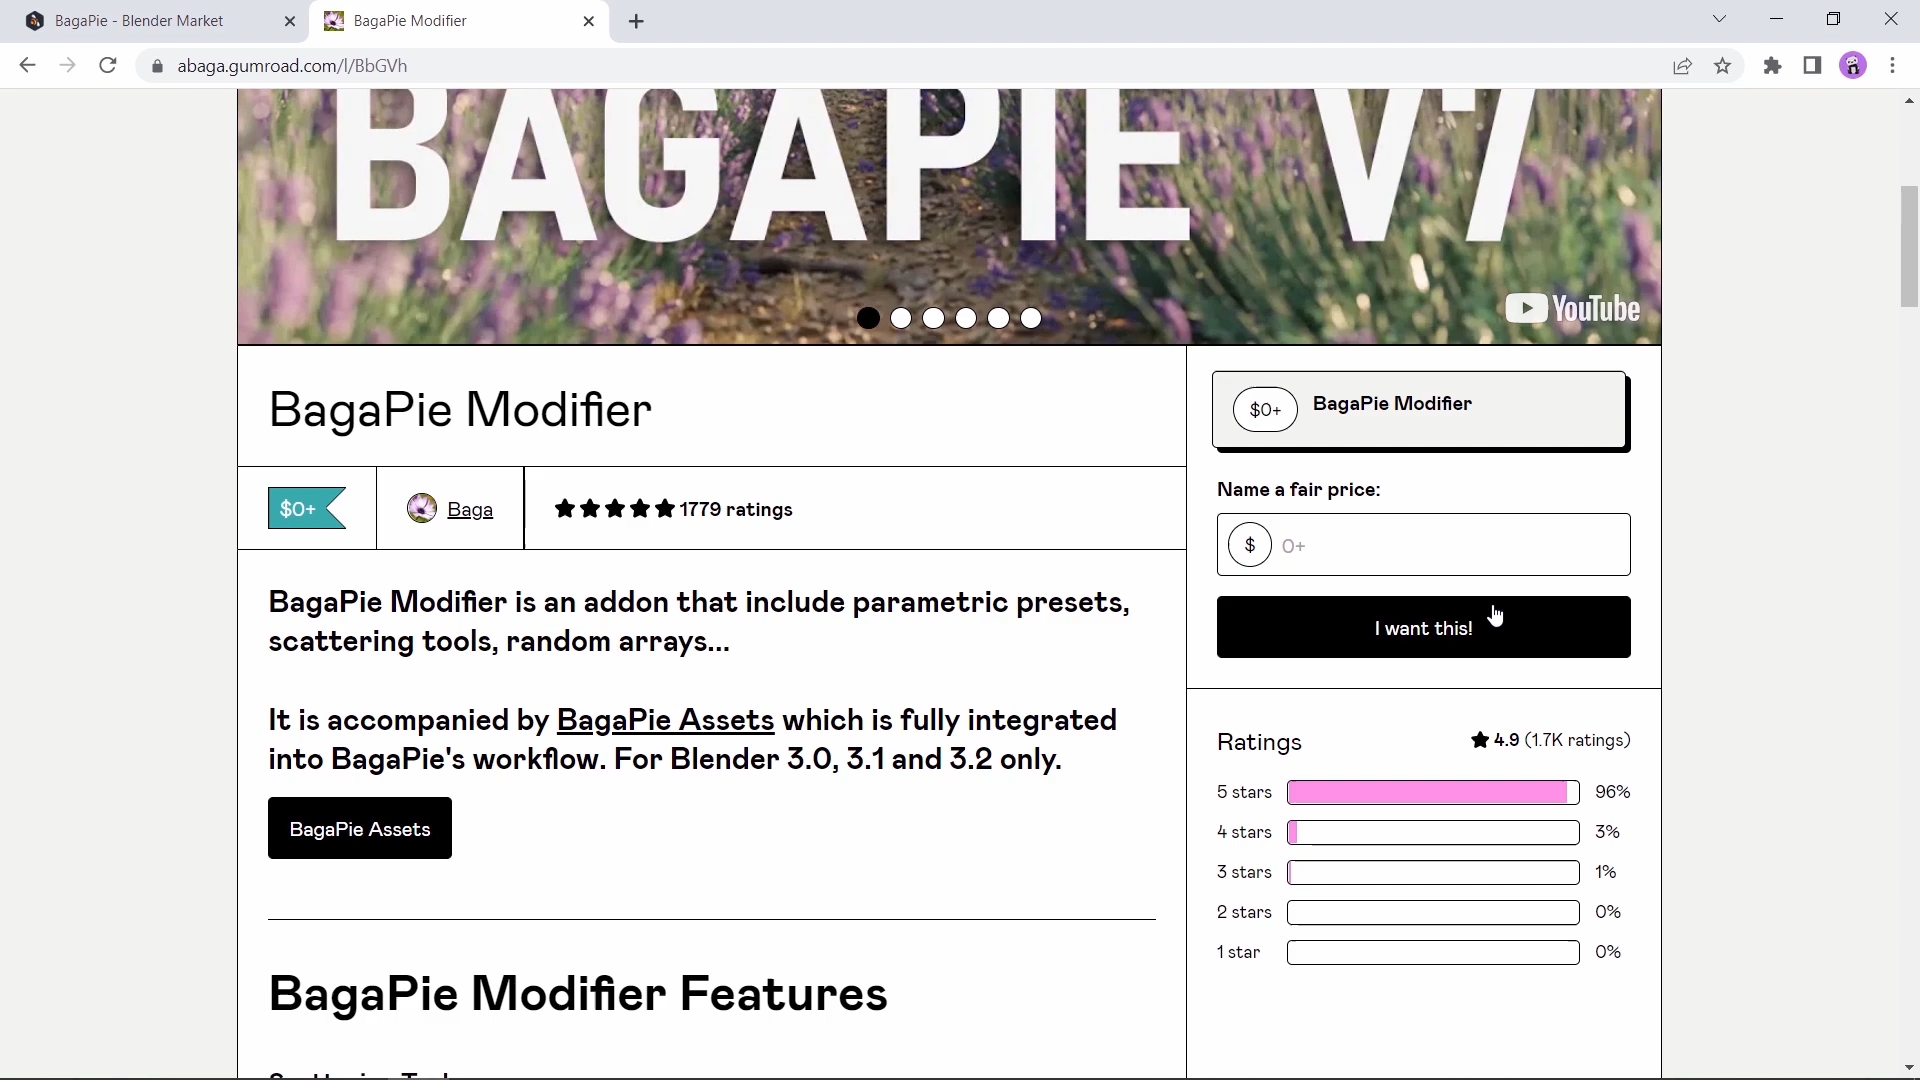 BagaPie - Blender Market
BagaPie Modifier
abaga.gumroad.com/l/BbGVh
BAGAPIE V7
YouTube
BagaPie Modifier
$0+
Baga
1779 ratings
BagaPie Modifier is an addon that include parametric presets,
scattering tools, random arrays...
It is accompanied by BagaPie Assets which is fully integrated
into BagaPie's workflow. For Blender 3.0, 3.1 and 3.2 only.
BagaPie Assets
BagaPie Modifier Features
$0+
BagaPie Modifier
Name a fair price:
$
0+
I want this!
Ratings
4.9 (1.7K ratings)
5 stars
96%
4 stars
3%
3 stars
1%
2 stars
0%
1 star
0%